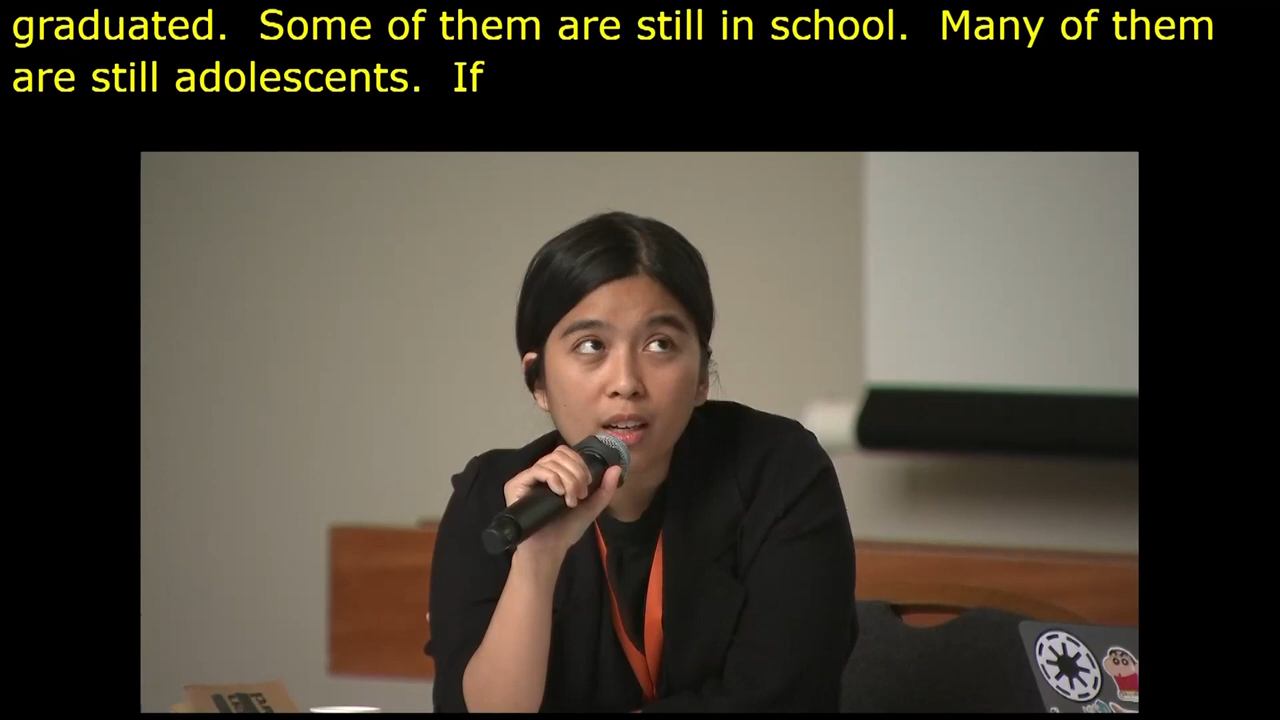 graduated.  Some of them are still in school.  Many of them
are still adolescents.  If